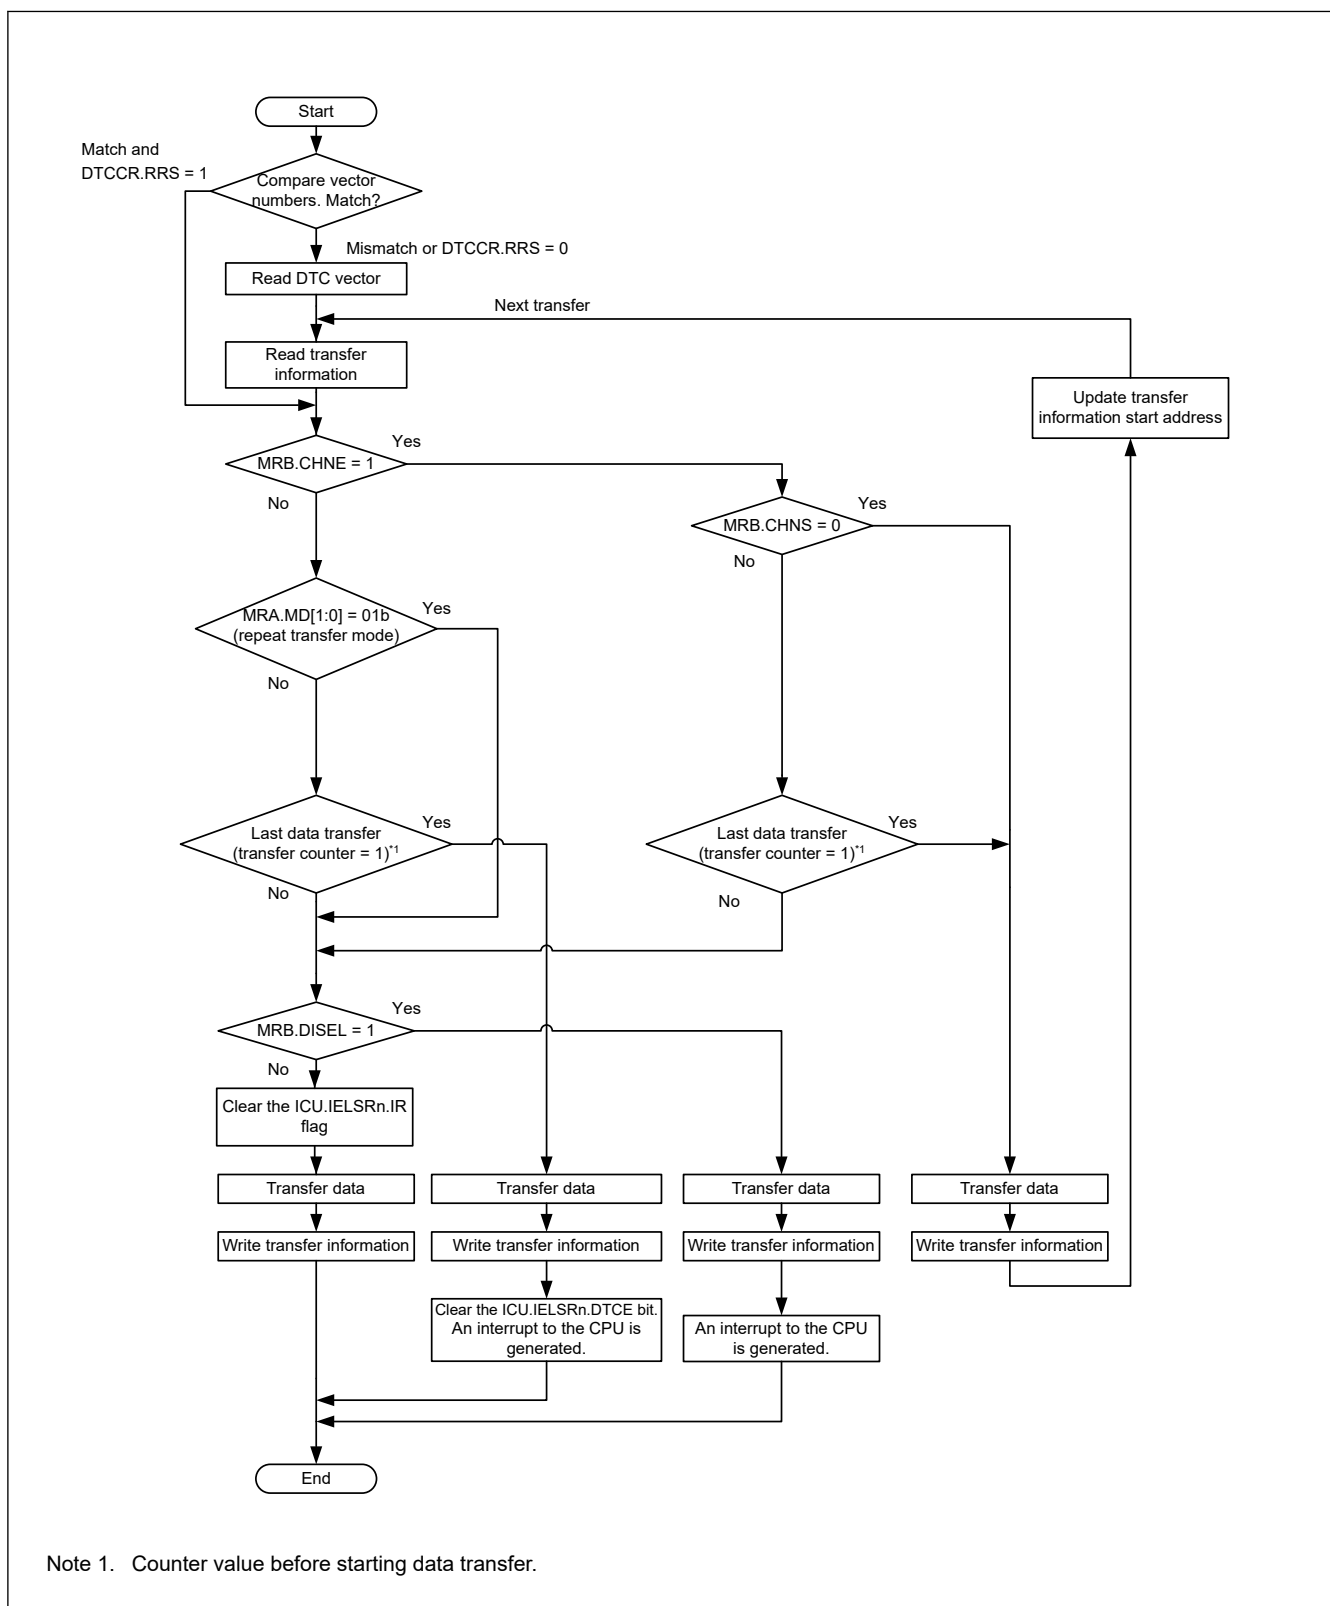 Start
Match and
DTCCR.RRS = 1
Compare vector
numbers. Match?
Mismatch or DTCCR.RRS = 0
Read DTC vector
Next transfer
Read transfer
information
Update transfer
information start address
Yes
MRB.CHNE = 1
No
Yes
MRB.CHNS = 0
No
MRA.MD[1:0] = 01b
(repeat transfer mode)
Yes
No
Last data transfer
(transfer counter = 1)*1
Yes
No
Last data transfer
(transfer counter = 1)*1
Yes
No
MRB.DISEL = 1
Yes
No
Clear the ICU.IELSRn.IR
flag
Transfer data
Transfer data
Transfer data
Transfer data
Write transfer information
Write transfer information
Write transfer information
Write transfer information
Clear the ICU.IELSRn.DTCE bit.
An interrupt to the CPU is
generated.
An interrupt to the CPU
is generated.
End
Note 1. Counter value before starting data transfer.